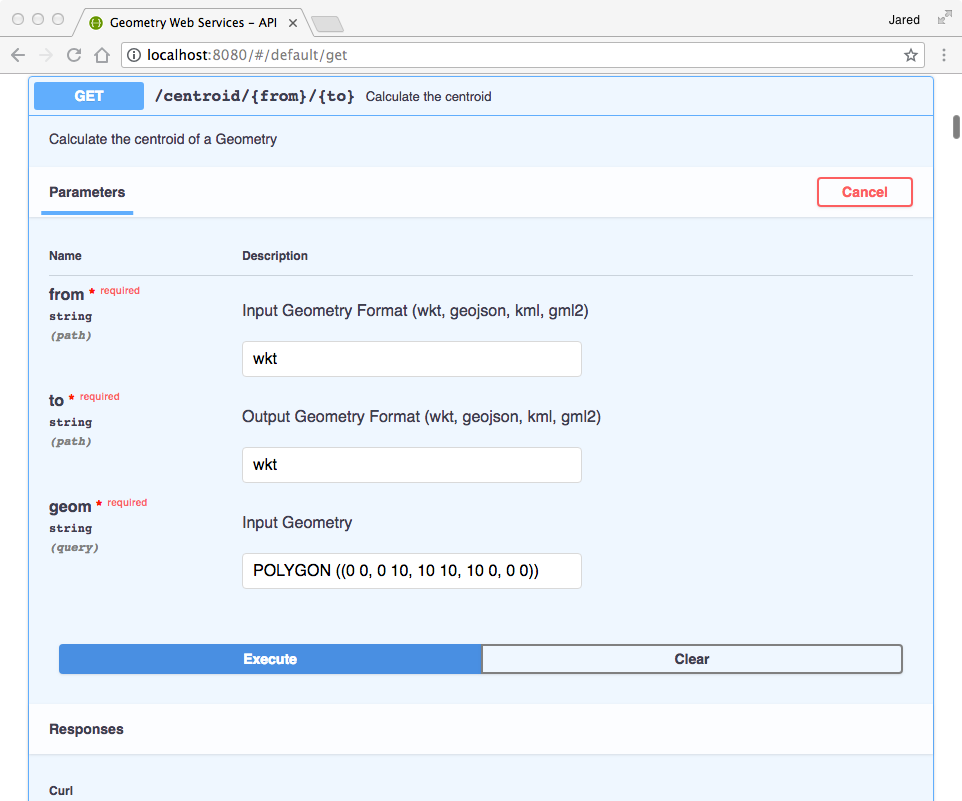 Geometry Web Services – API
Jared
localhost:8080/#/default/get
GET /centroid/{from}/{to} Calculate the centroid
Calculate the centroid of a Geometry
Parameters
Cancel
Name Description
from * required
string
(path)
Input Geometry Format (wkt, geojson, kml, gml2)
wkt
to * required
string
(path)
Output Geometry Format (wkt, geojson, kml, gml2)
wkt
geom * required
string
(query)
Input Geometry
POLYGON ((0 0, 0 10, 10 10, 10 0, 0 0))
Execute
Clear
Responses
Curl